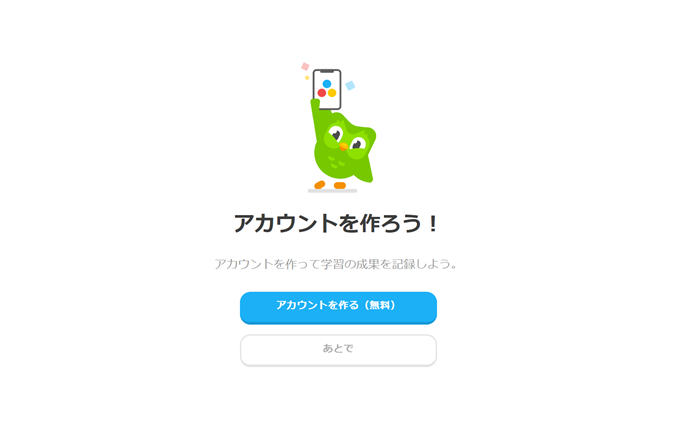 アカウントを作ろう！
アカウントを作って学習の成果を記録しよう。
アカウントを作る（無料）
あとで